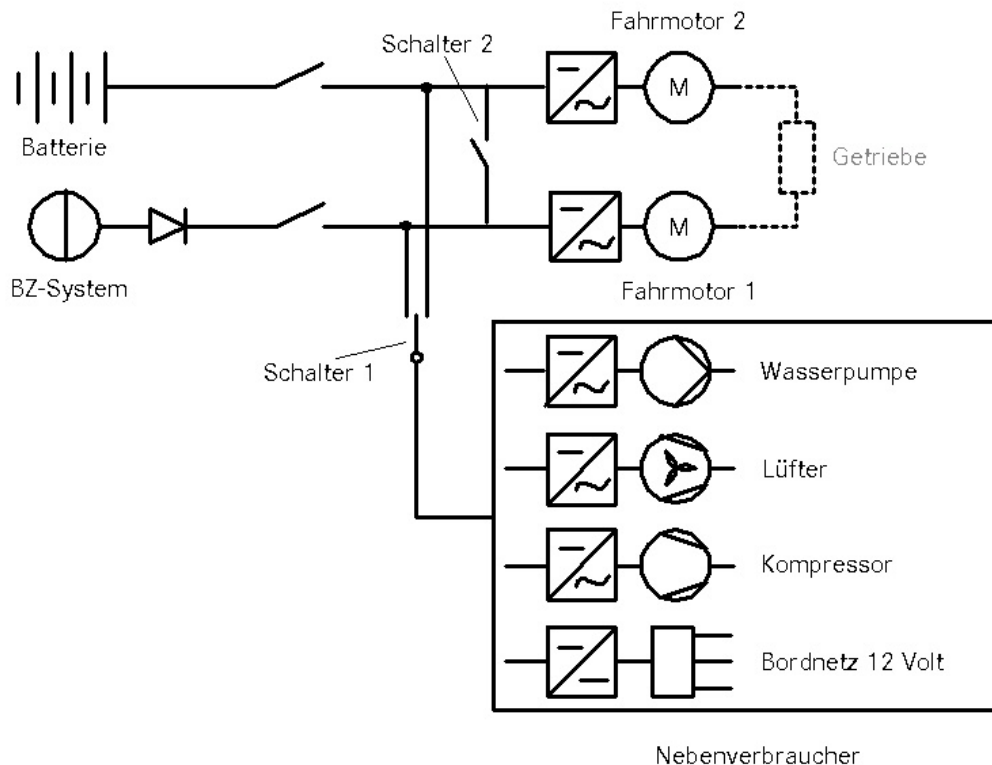 Fahrmotor 2
Schalter 2
M
Batterie
Getriebe
M
BZ-System
Fahrmotor 1
Schalter 1
Wasserpumpe
Lüfter
Kompressor
Bordnetz 12 Volt
Nebenverbraucher